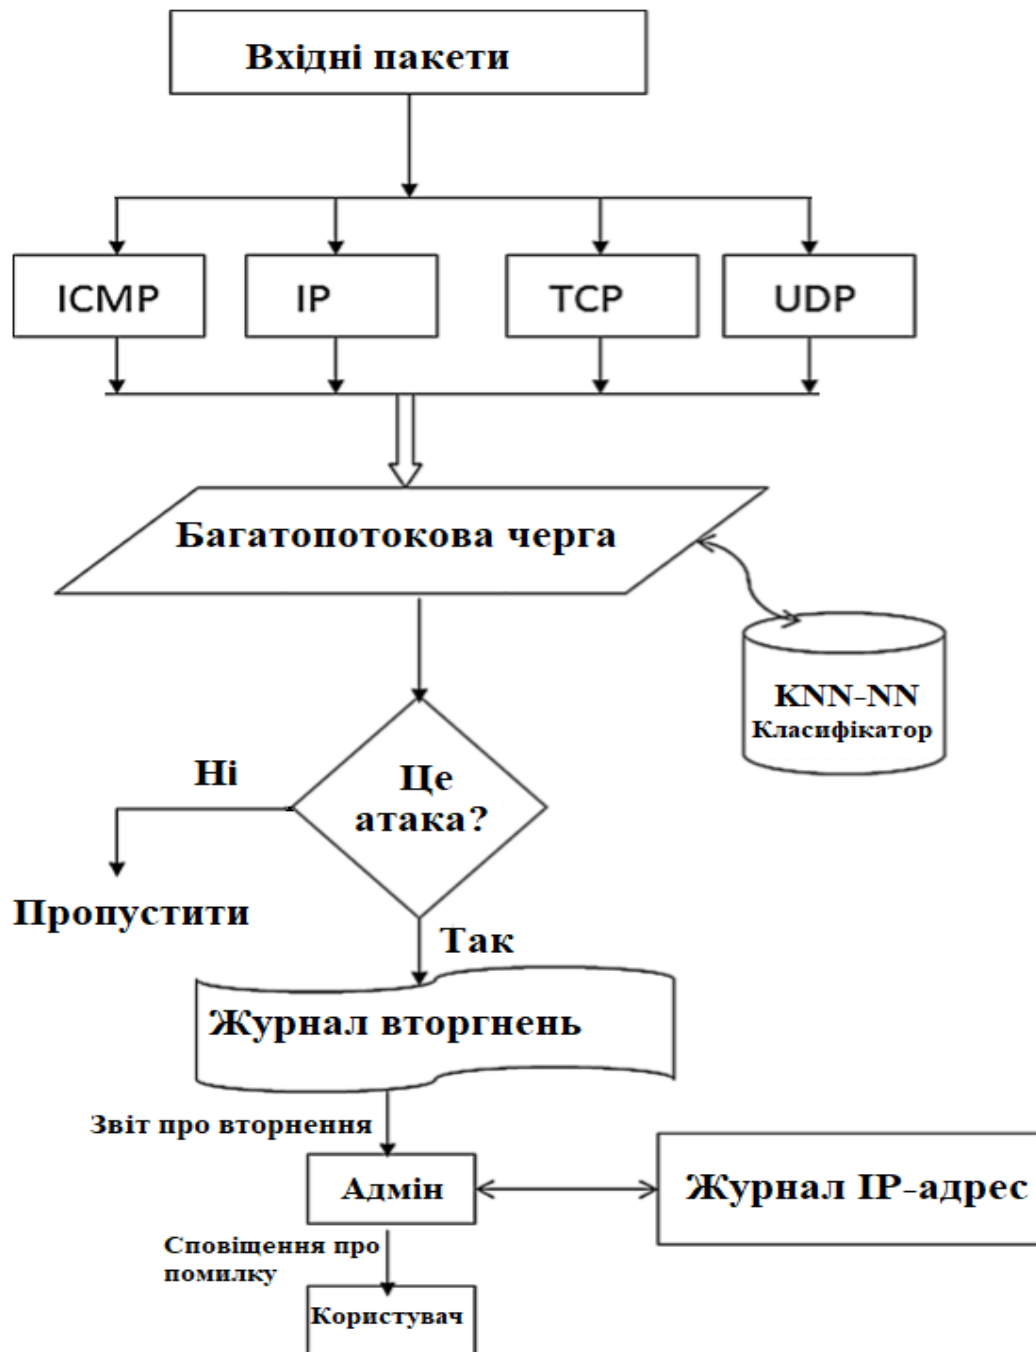 Вхідні пакети
ICMP
IP
TCP
UDP
Багатопотокова черга
KNN-NN
Класифікатор
Це
атака?
Ні
Пропустити
Так
Журнал вторгнень
Звіт про вторнення
Адмін
Журнал IP-адрес
Сповіщення про
помилку
Користувач